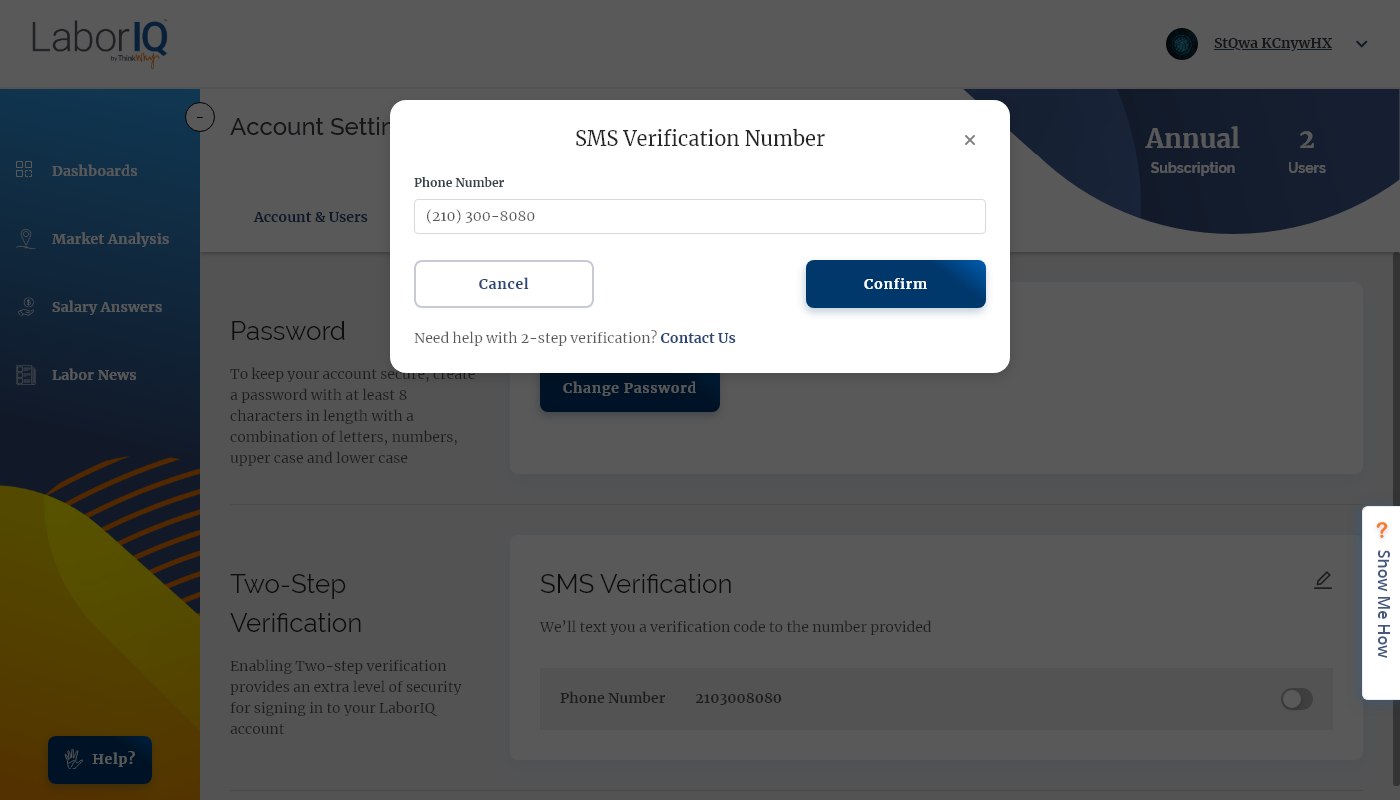 LaborIQ
by ThinkWhy
StQwa KCnywHX
-
Account Settin
SMS Verification Number
Annual
Subscription
2
Users
Dashboards
Market Analysis
Salary Answers
Labor News
Account & Users
Phone Number
(210) 300-8080
Cancel
Confirm
Need help with 2-step verification? Contact Us
Password
To keep your account secure, create
a password with at least 8
characters in length with a
combination of letters, numbers,
upper case and lower case
Change Password
Two-Step
Verification
Enabling Two-step verification
provides an extra level of security
for signing in to your LaborIQ
account
SMS Verification
We'll text you a verification code to the number provided
Phone Number 2103008080
? Show Me How
Help?